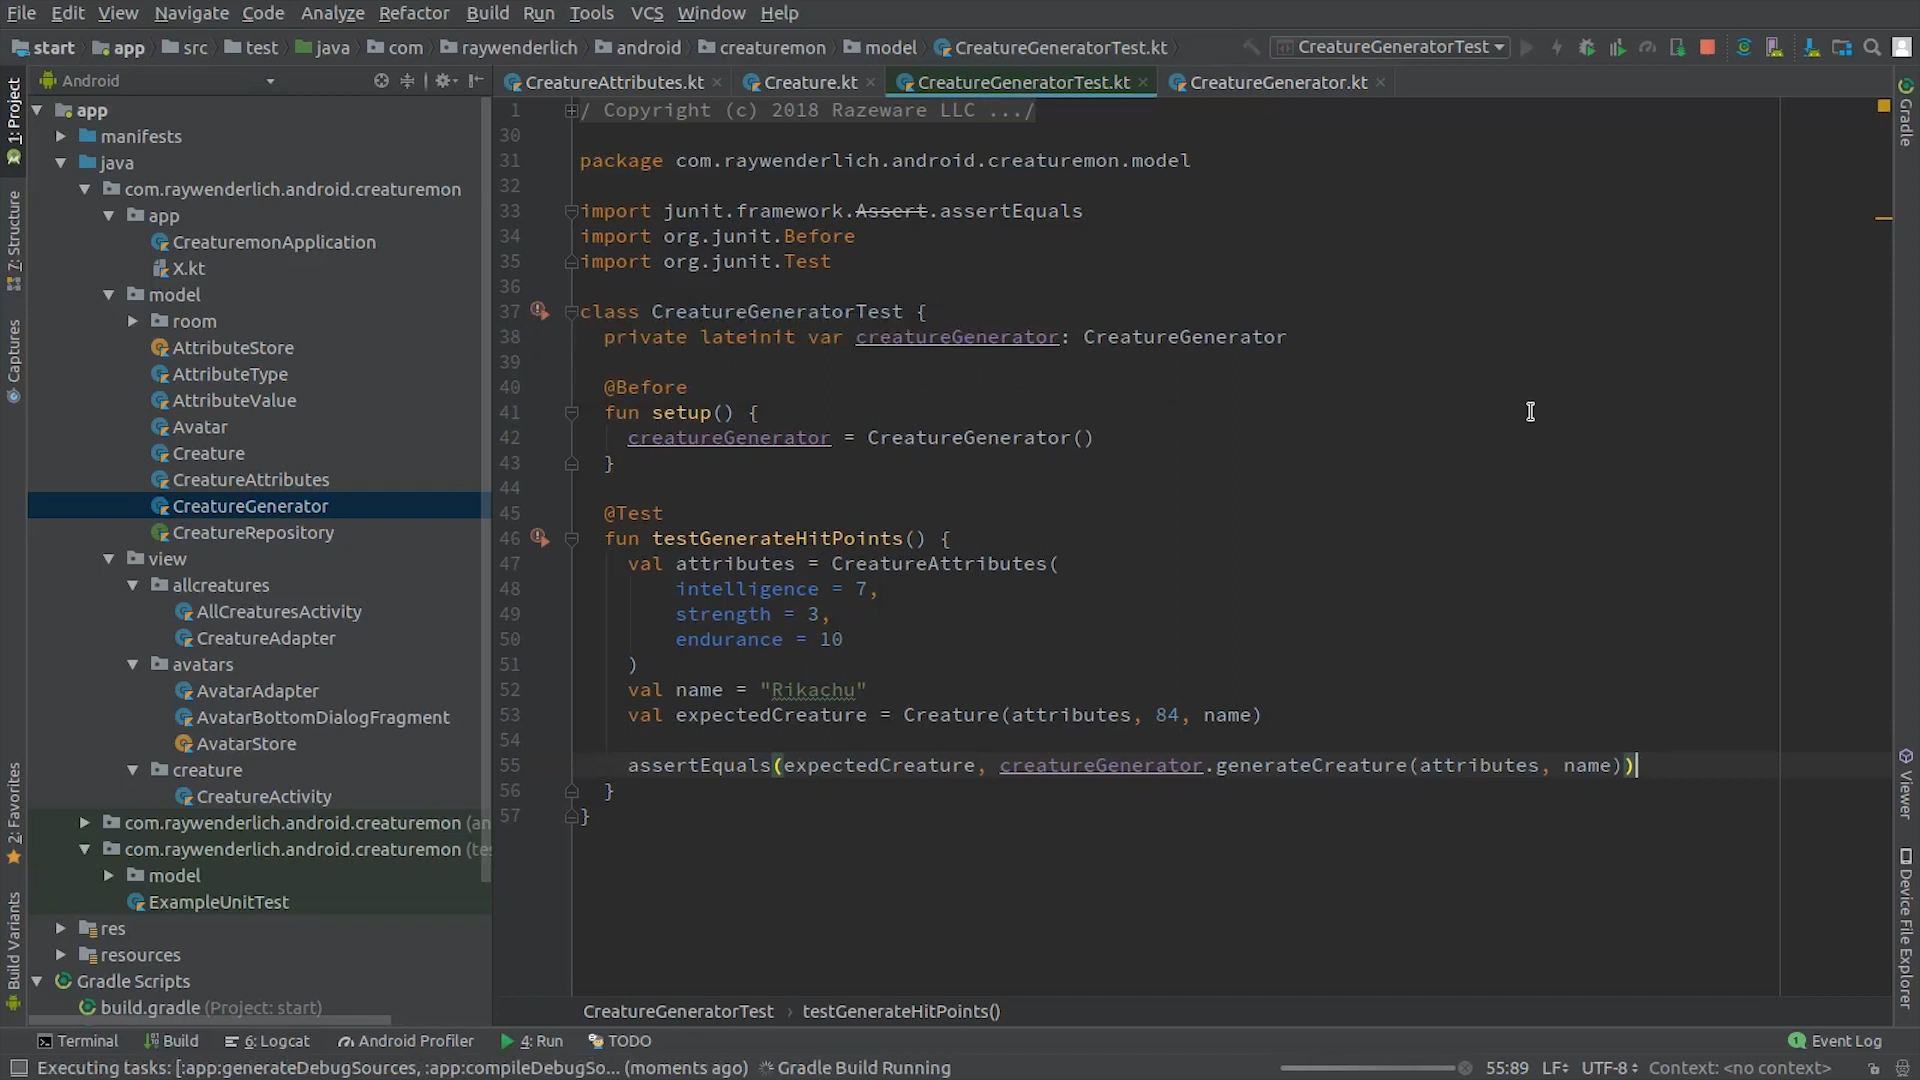 File Edit View Navigate Code Analyze Refactor Build Run Tools VCS Window Help
start app src test java com raywenderlich android creaturemon model CreatureGeneratorTest.kt CreatureGeneratorTest
Android CreatureAttributes.kt Creature.kt CreatureGeneratorTest.kt CreatureGenerator.kt
1: Project
7: Structure
Captures
2: Favorites
Build Variants
app
manifests
java
com.raywenderlich.android.creaturemon
app
CreaturemonApplication
X.kt
model
room
AttributeStore
AttributeType
AttributeValue
Avatar
Creature
CreatureAttributes
CreatureGenerator
CreatureRepository
view
allcreatures
AllCreaturesActivity
CreatureAdapter
avatars
AvatarAdapter
AvatarBottomDialogFragment
AvatarStore
creature
CreatureActivity
com.raywenderlich.android.creaturemon (an
com.raywenderlich.android.creaturemon (te
model
ExampleUnitTest
res
resources
Gradle Scripts
build.gradle (Project: start)
1 / Copyright (c) 2018 Razeware LLC .../
30
31 package com.raywenderlich.android.creaturemon.model
32
33 import junit.framework.Assert.assertEquals
34 import org.junit.Before
35 import org.junit.Test
36
37 class CreatureGeneratorTest {
38 private lateinit var creatureGenerator: CreatureGenerator
39
40 @Before
41 fun setup() {
42 creatureGenerator = CreatureGenerator()
43 }
44
45 @Test
46 fun testGenerateHitPoints() {
47 val attributes = CreatureAttributes(
48 intelligence = 7,
49 strength = 3,
50 endurance = 10
51 )
52 val name = "Rikachu"
53 val expectedCreature = Creature(attributes, 84, name)
54
55 assertEquals(expectedCreature, creatureGenerator.generateCreature(attributes, name))
56 }
57 }
Gradle
Viewer
Device File Explorer
CreatureGeneratorTest › testGenerateHitPoints()
Terminal Build 6: Logcat Android Profiler 4: Run TODO 1 Event Log
Executing tasks: [:app:generateDebugSources, :app:compileDebugSo... (moments ago) Gradle Build Running 55:89 LF UTF-8 Context: <no context>